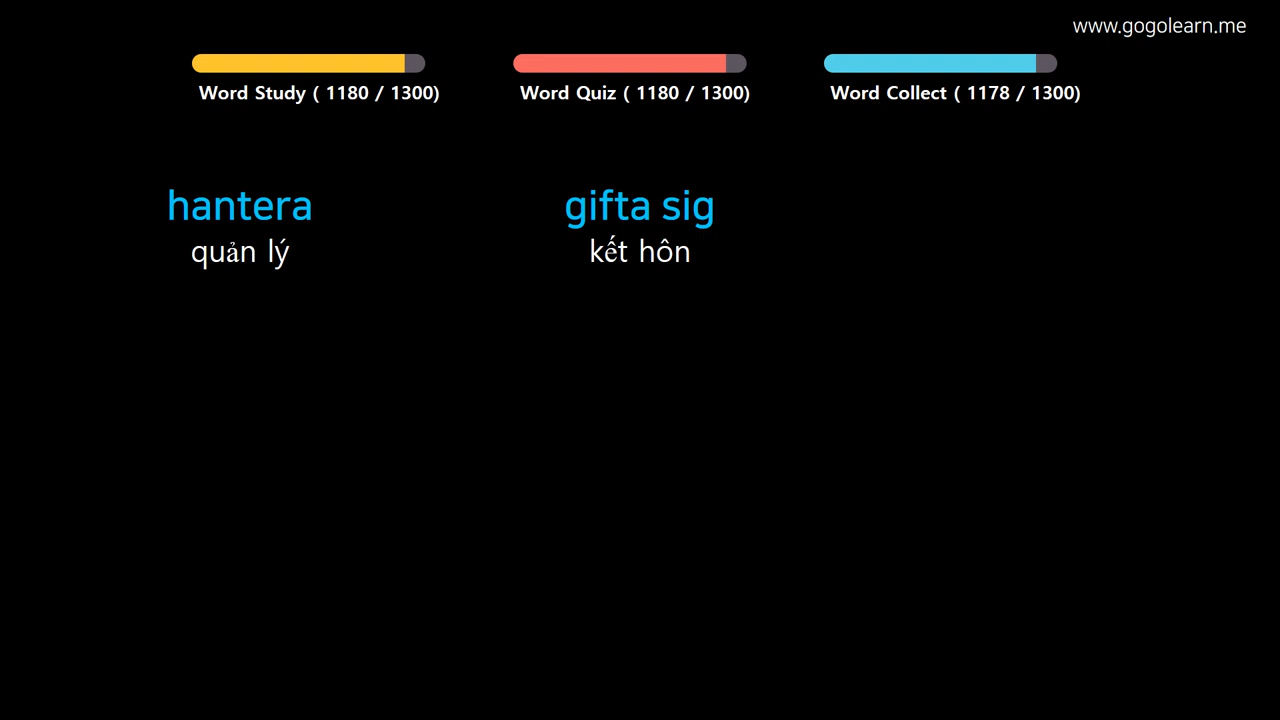 www.gogolearn.me
Word Study ( 1180 / 1300)
Word Quiz ( 1180 / 1300)
Word Collect ( 1178 / 1300)
hantera
quản lý
gifta sig
kết hôn